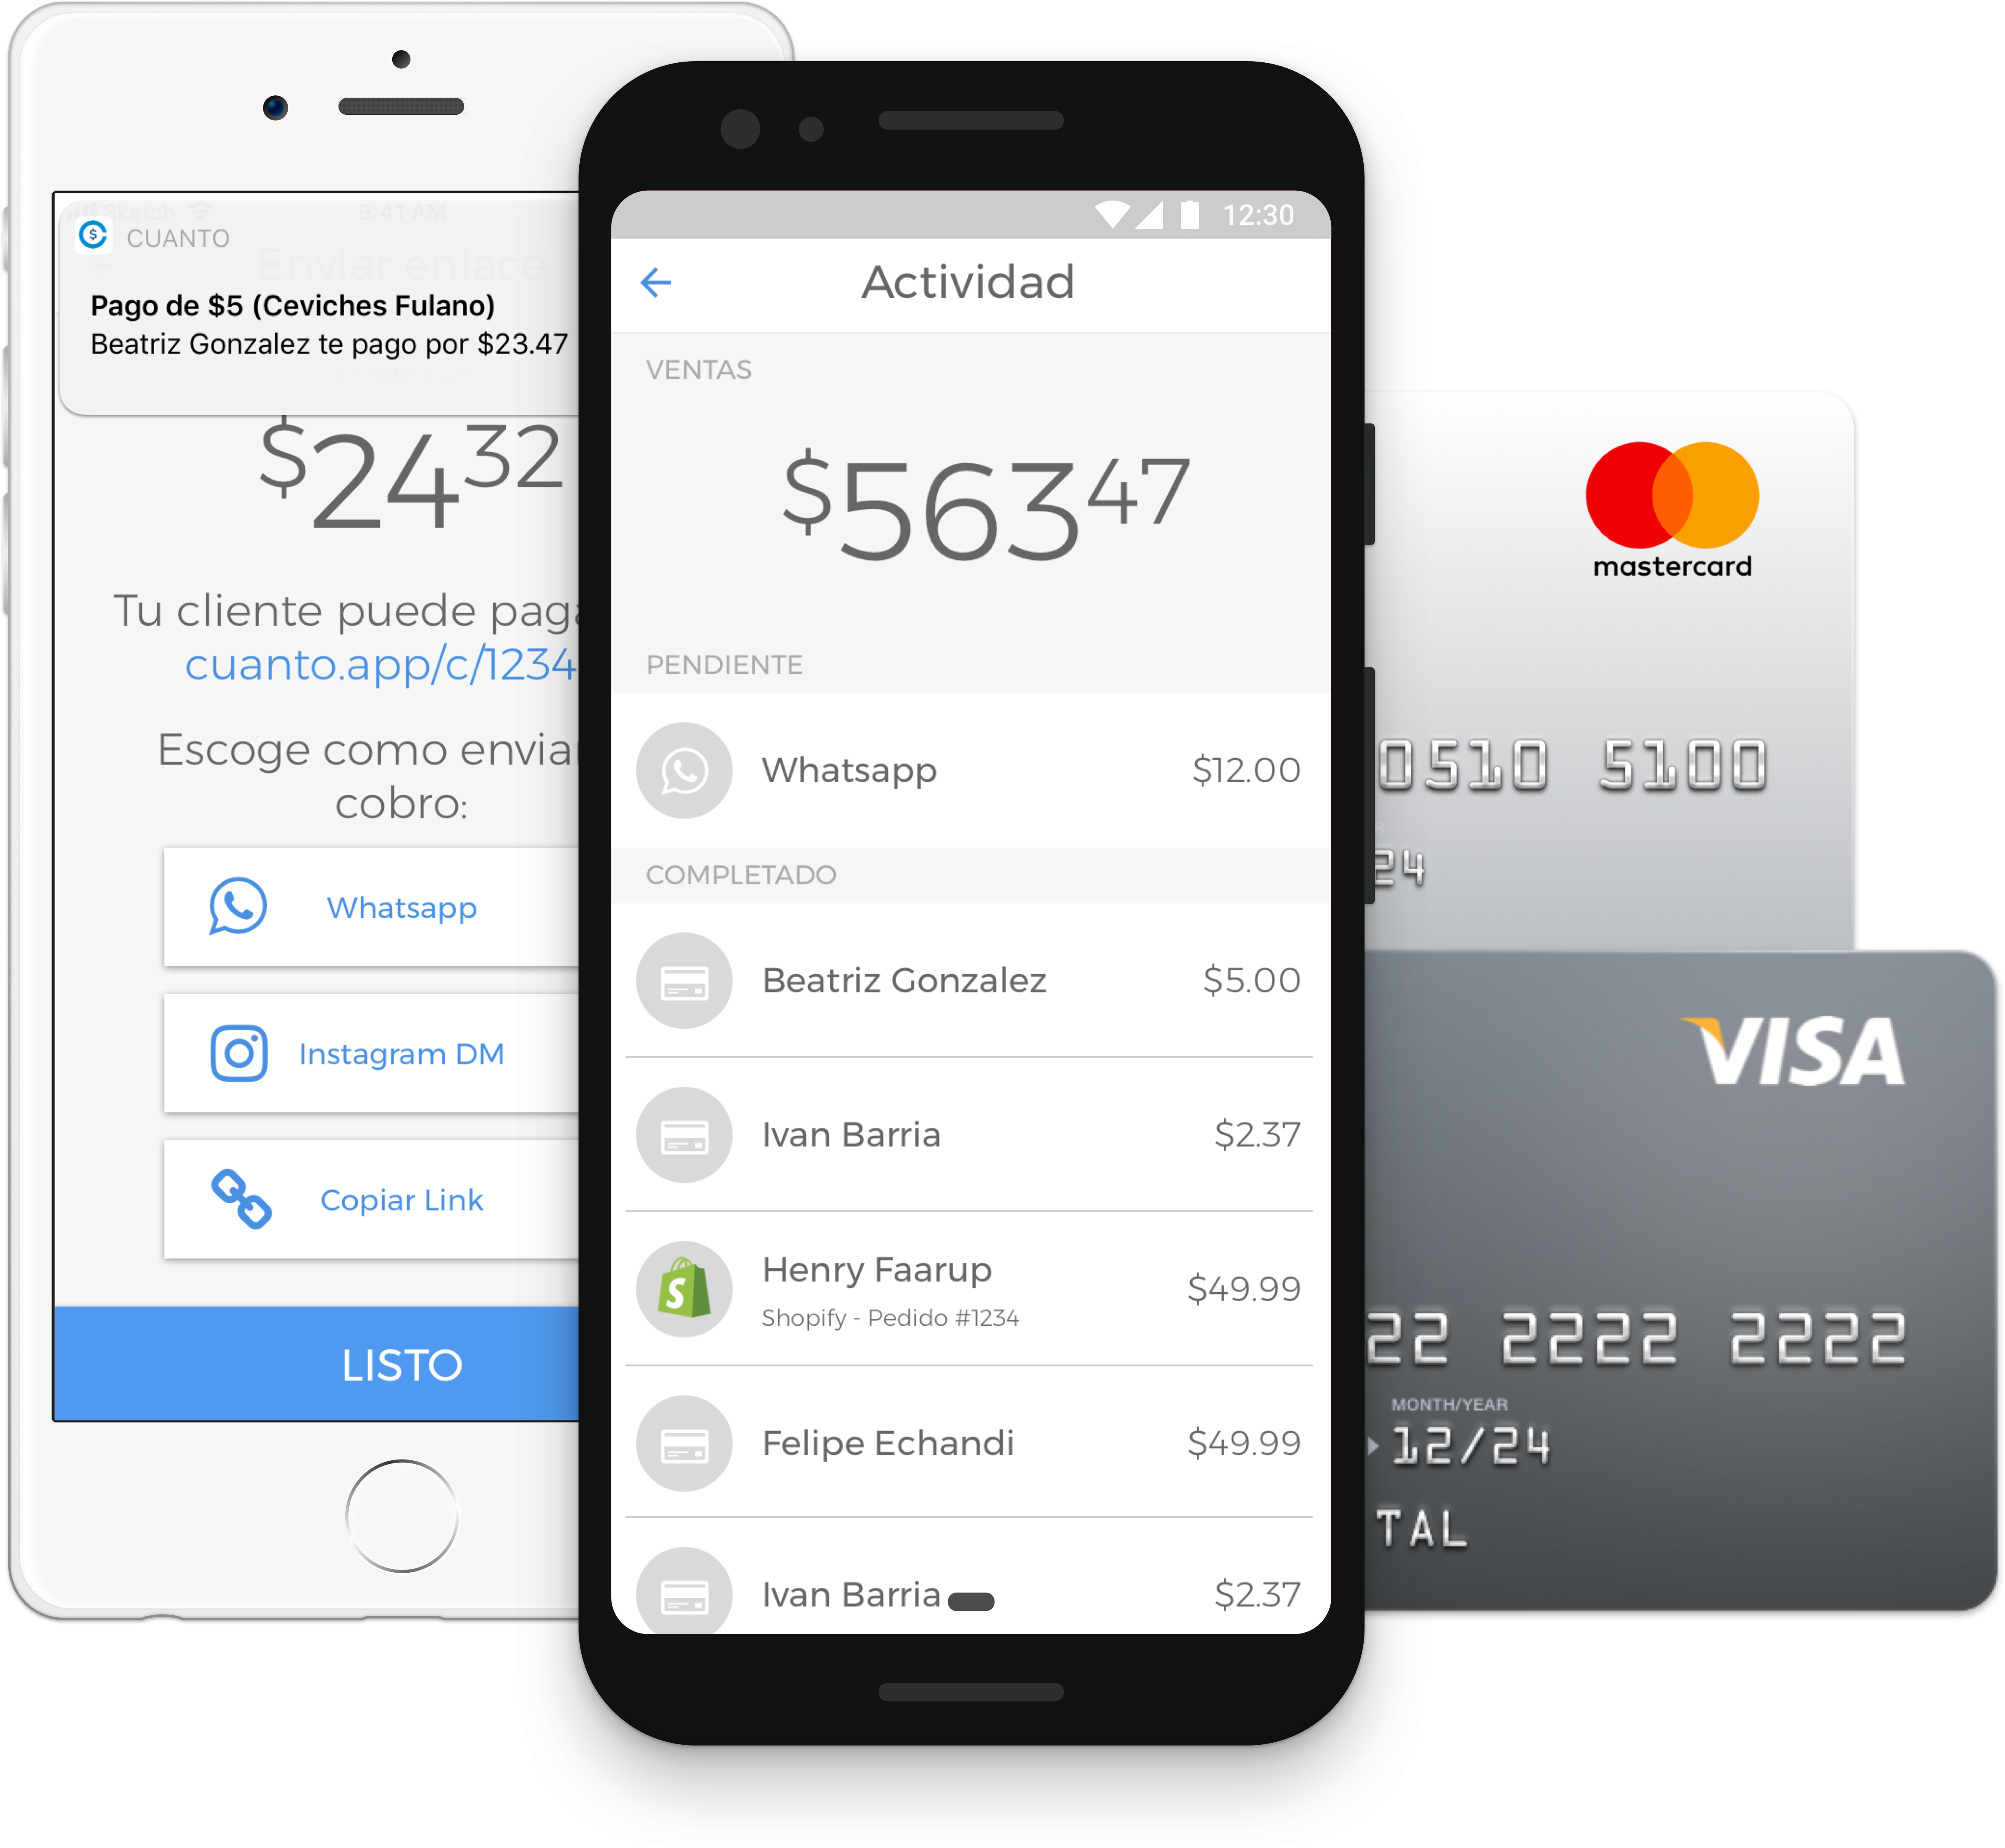 Sketch 9:41 AM
CUANTO
Enviar enlace
Pago de $5 (Ceviches Fulano)
Beatriz Gonzalez te pago por $23.47
COBRO DE
$24 32
Tu cliente puede paga
cuanto.app/c/1234
Escoge como envia
cobro:
Whatsapp
Instagram DM
Copiar Link
LISTO
12:30
Actividad
VENTAS
$563 47
PENDIENTE
Whatsapp $12.00
COMPLETADO
Beatriz Gonzalez $5.00
Ivan Barria $2.37
Henry Faarup $49.99
Shopify - Pedido #1234
Felipe Echandi $49.99
Ivan Barria $2.37
mastercard
0510 5100
24
VISA
22 2222 2222
MONTH/YEAR
12/24
TAL